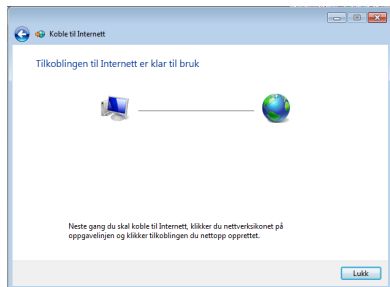 Koble til Internett
Tilkoblingen til Internett er klar til bruk
Neste gang du skal koble til Internett, klikker du nettverksikonet på
oppgavelinjen og klikker tilkoblingen du nettopp opprettet.
Lukk